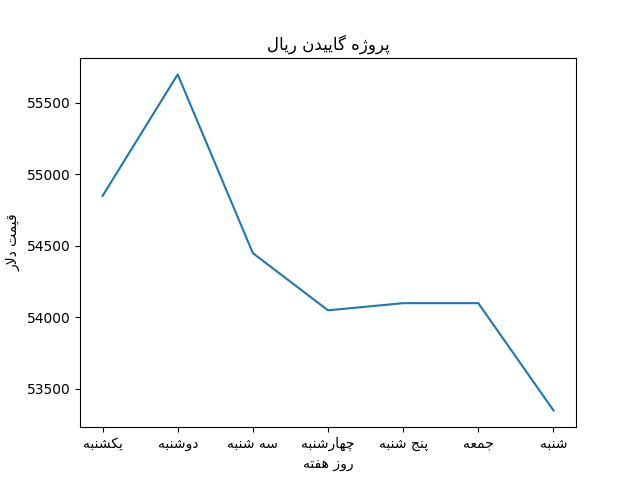 پروژه گاییدن ریال
قیمت دلار
55500
55000
54500
54000
53500
یکشنبه
دوشنبه
سه شنبه
چهارشنبه
پنج شنبه
جمعه
شنبه
روز هفته